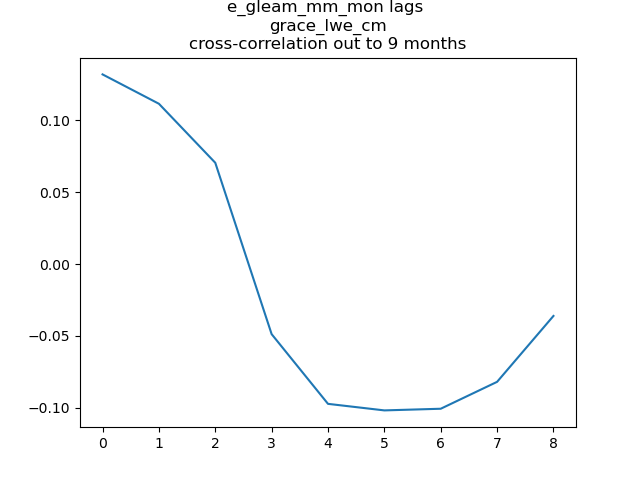 e_gleam_mm_mon lags
grace_lwe_cm
cross-correlation out to 9 months
0.10
0.05
0.00
−0.05
−0.10
0 1 2 3 4 5 6 7 8